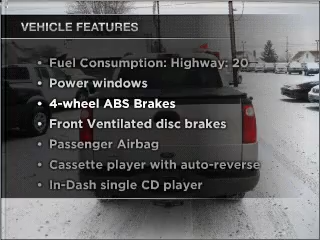 VEHICLE FEATURES
• Fuel Consumption: Highway: 20
• Power windows
• 4-wheel ABS Brakes
• Front Ventilated disc brakes
• Passenger Airbag
• Cassette player with auto-reverse
• In-Dash single CD player